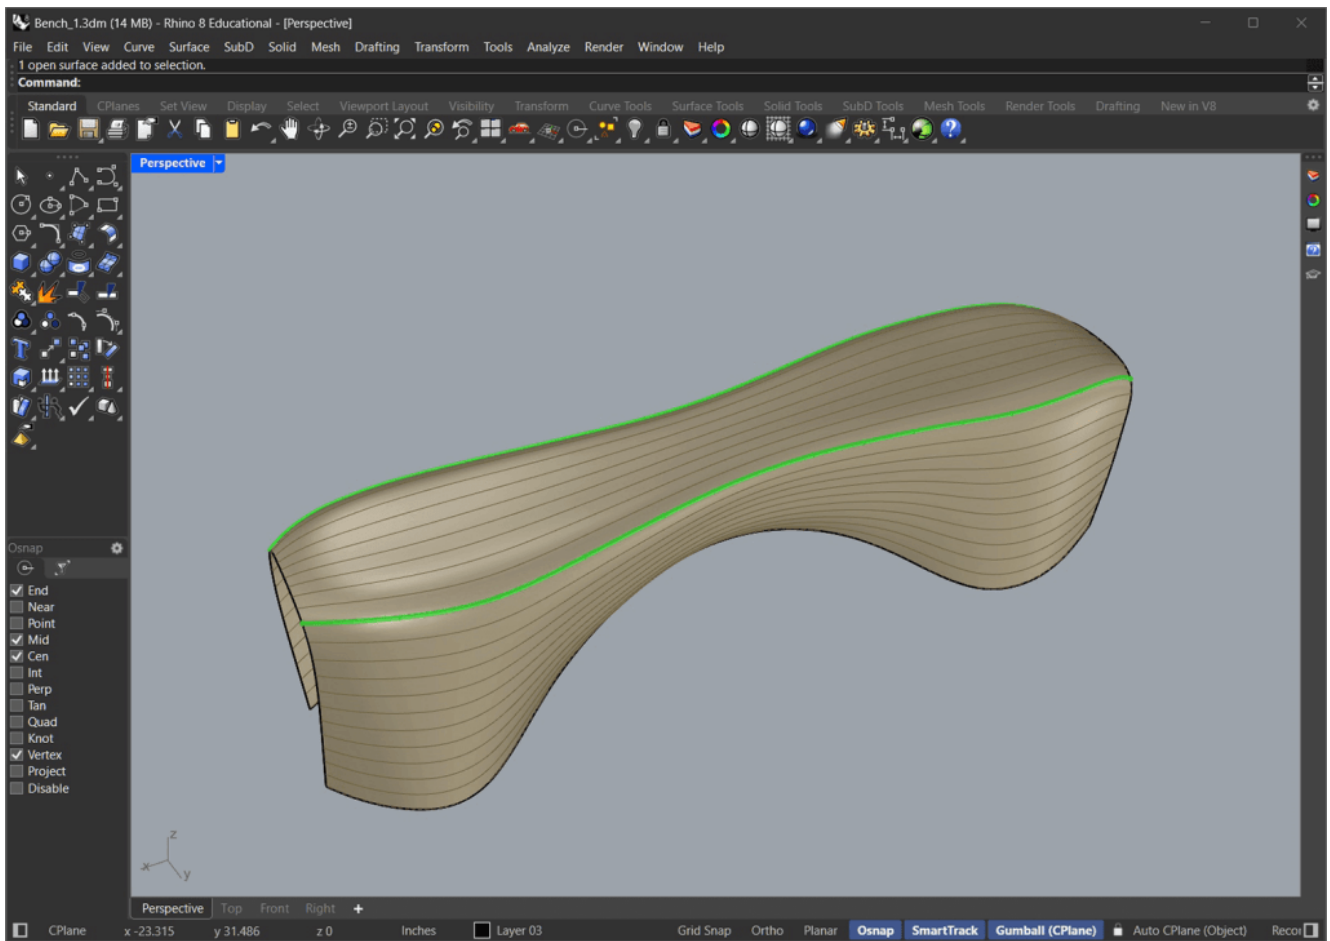 Bench_1.3dm (14 MB) - Rhino 8 Educational - [Perspective]
File Edit View Curve Surface SubD Solid Mesh Drafting Transform Tools Analyze Render Window Help
1 open surface added to selection.
Command:
Standard CPlanes Set View Display Select Viewport Layout Visibility Transform Curve Tools Surface Tools Solid Tools SubD Tools Mesh Tools Render Tools Drafting New in V8
Perspective
Osnap
End
Near
Point
Mid
Cen
Int
Perp
Tan
Quad
Knot
Vertex
Project
Disable
z
x
y
Perspective Top Front Right
CPlane x -23.315 y 31.486 z 0 Inches Layer 03 Grid Snap Ortho Planar Osnap SmartTrack Gumball (CPlane) Auto CPlane (Object) Recor